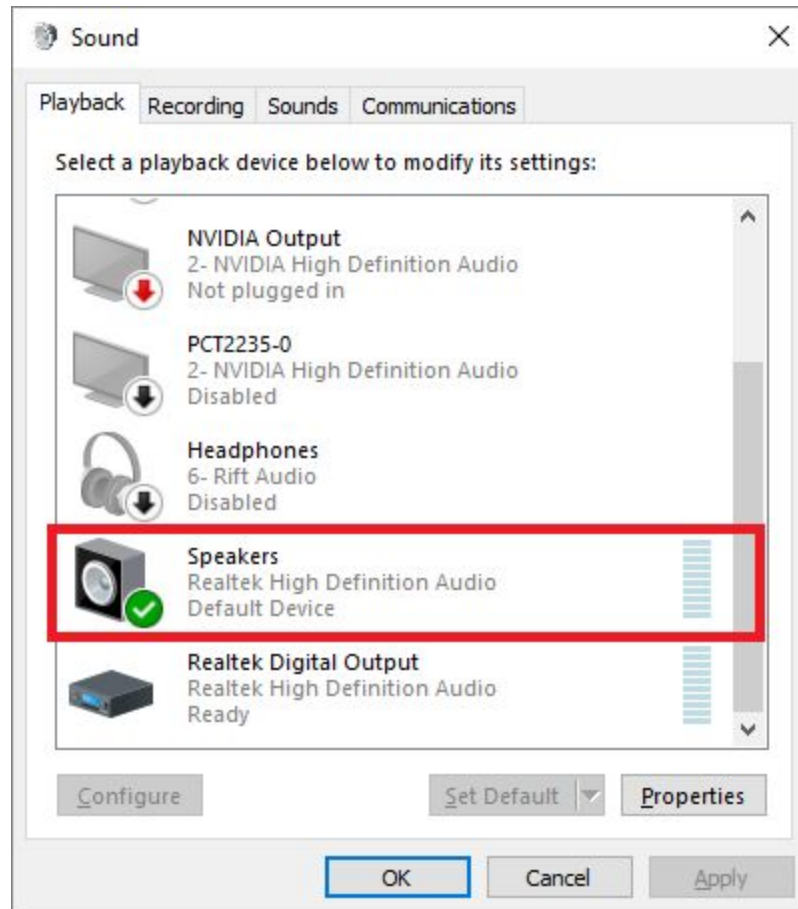 Sound
Playback Recording Sounds Communications
Select a playback device below to modify its settings:
NVIDIA Output
2- NVIDIA High Definition Audio
Not plugged in
PCT2235-0
2- NVIDIA High Definition Audio
Disabled
Headphones
6- Rift Audio
Disabled
Speakers
Realtek High Definition Audio
Default Device
Realtek Digital Output
Realtek High Definition Audio
Ready
Configure Set Default Properties
OK Cancel Apply